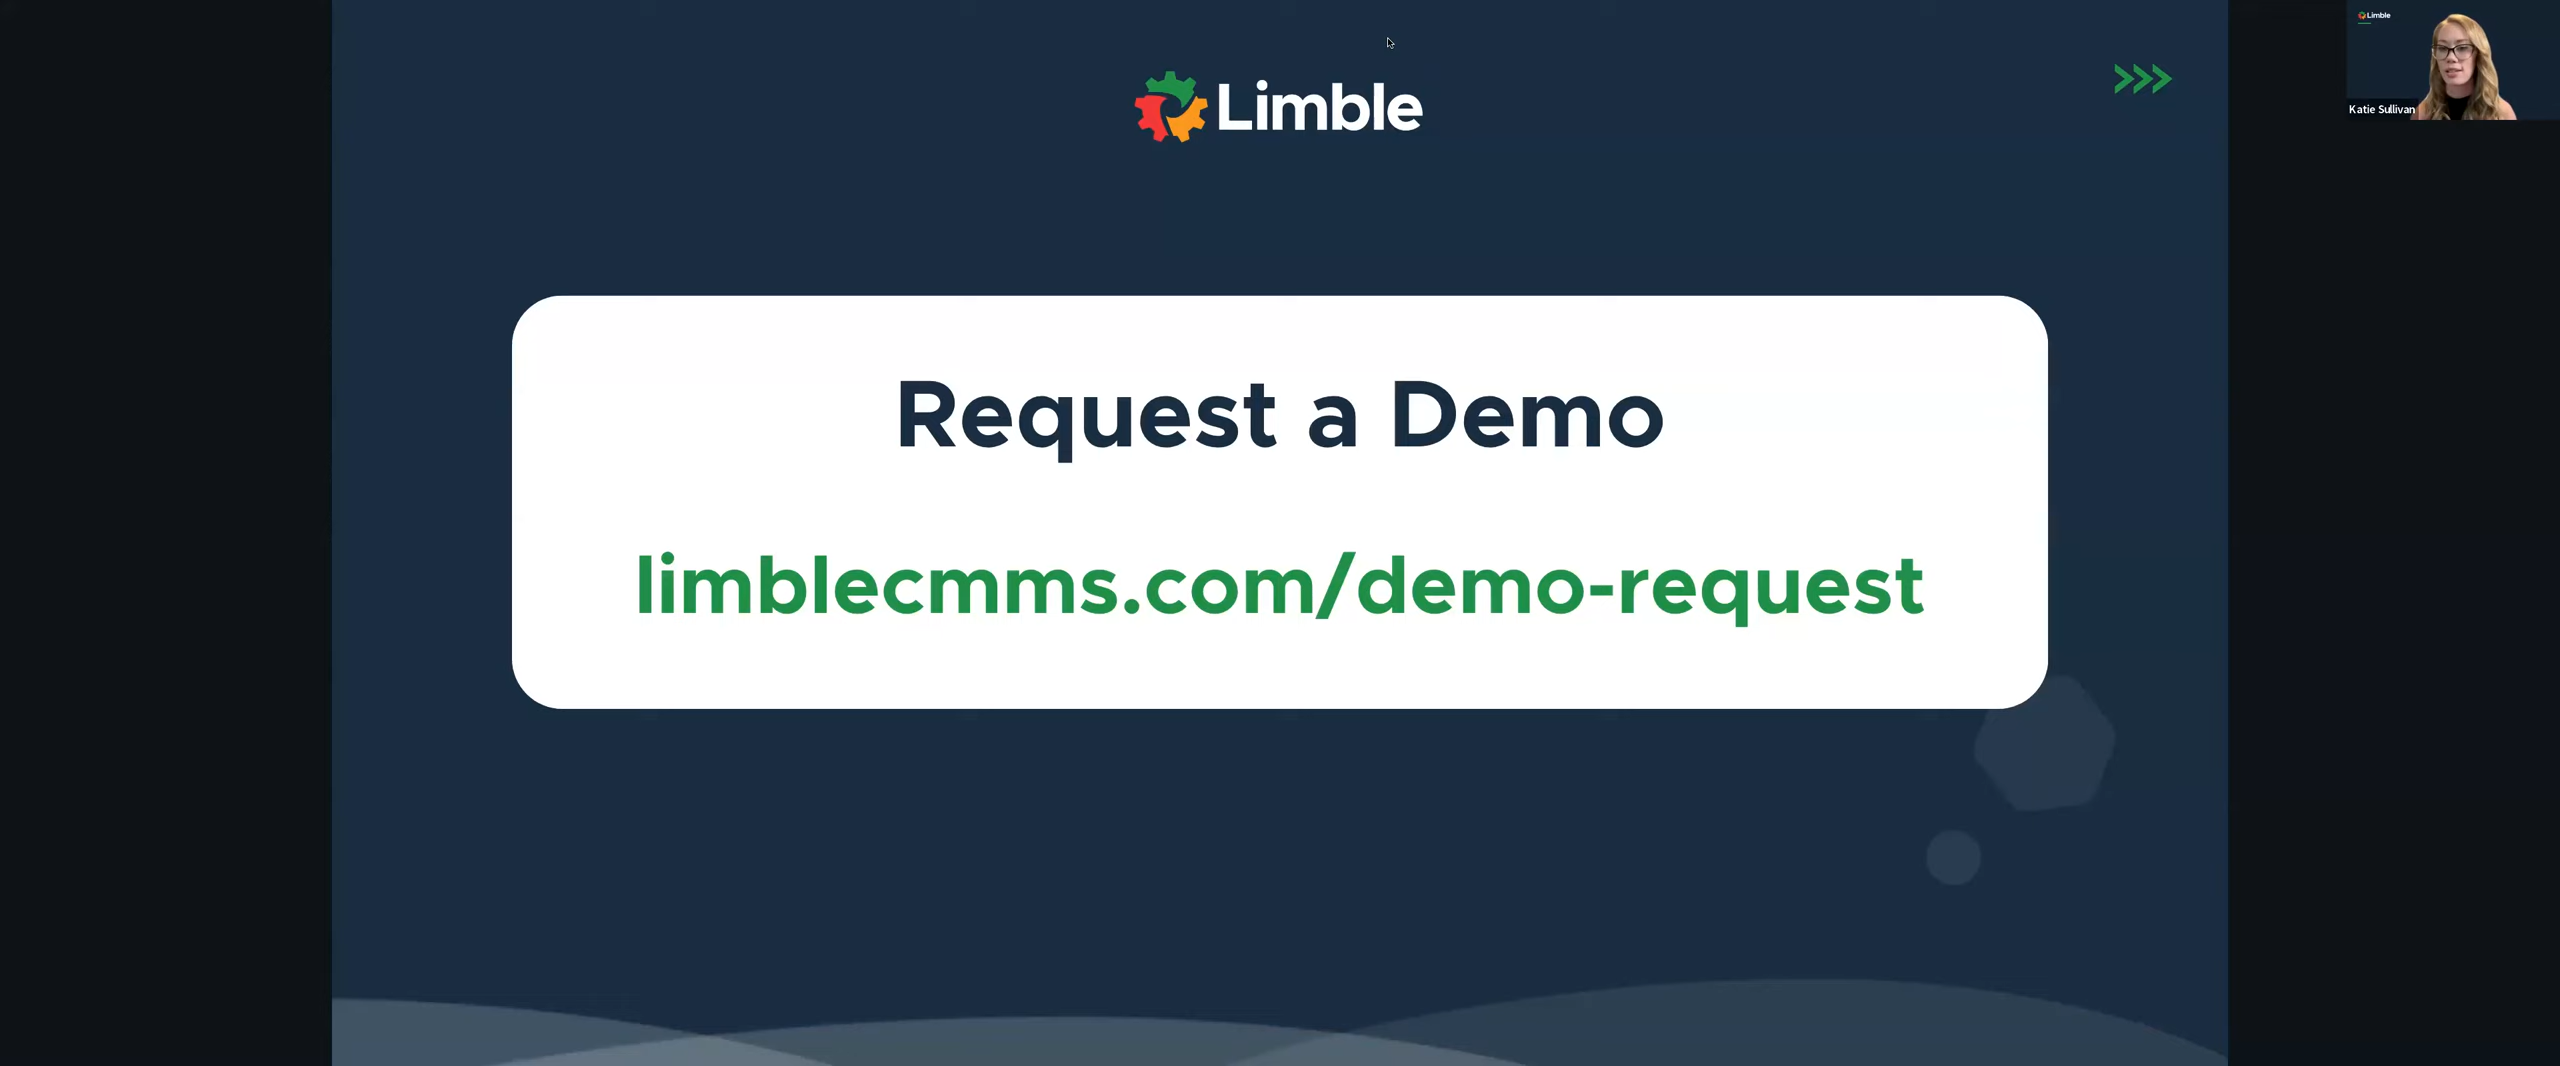 Limble
Limble
Katie Sullivan
Request a Demo
limblecmms.com/demo-request